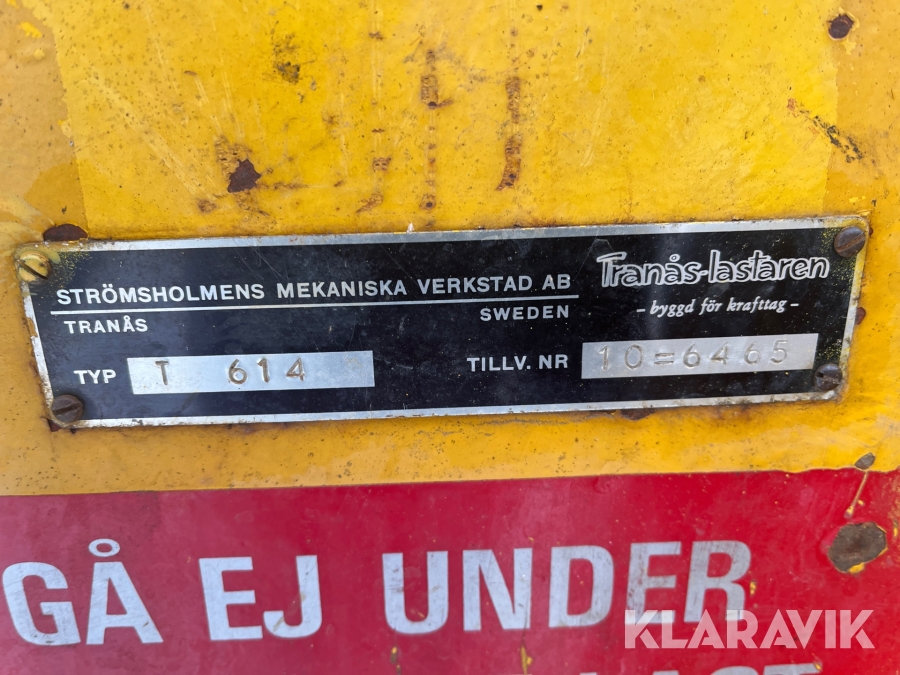 STRÖMSHOLMENS MEKANISKA VERKSTAD AB
TRANÅS SWEDEN
Tranås-lastaren
- byggd för krafttag -
TYP T 614
TILLV. NR 10=6465
GÅ EJ UNDER
KLARAVIK